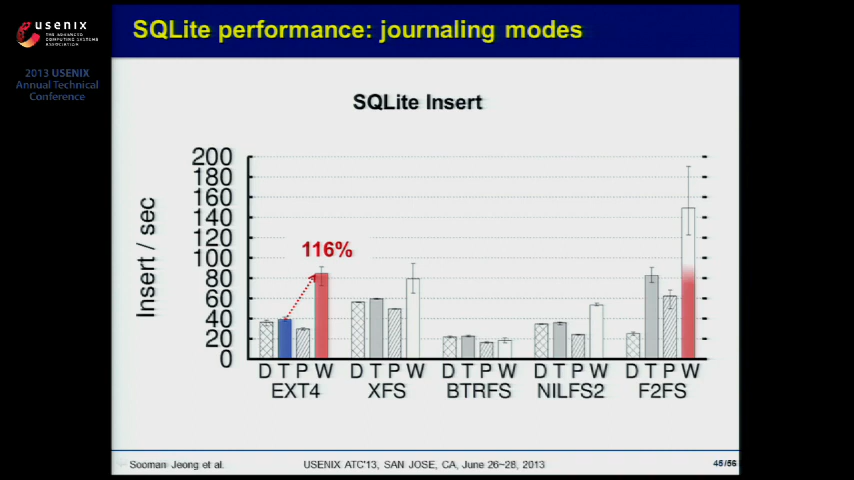 usenix
THE ADVANCED
COMPUTING SYSTEMS
ASSOCIATION
2013 USENIX
Annual Technical
Conference
SQLite performance: journaling modes
SQLite Insert
Insert / sec
200
180
160
140
120
100
80
60
40
20
0
116%
D T P W D T P W D T P W D T P W D T P W
EXT4 XFS BTRFS NILFS2 F2FS
Sooman Jeong et al. USENIX ATC'13, SAN JOSE, CA, June 26~28, 2013 45/56